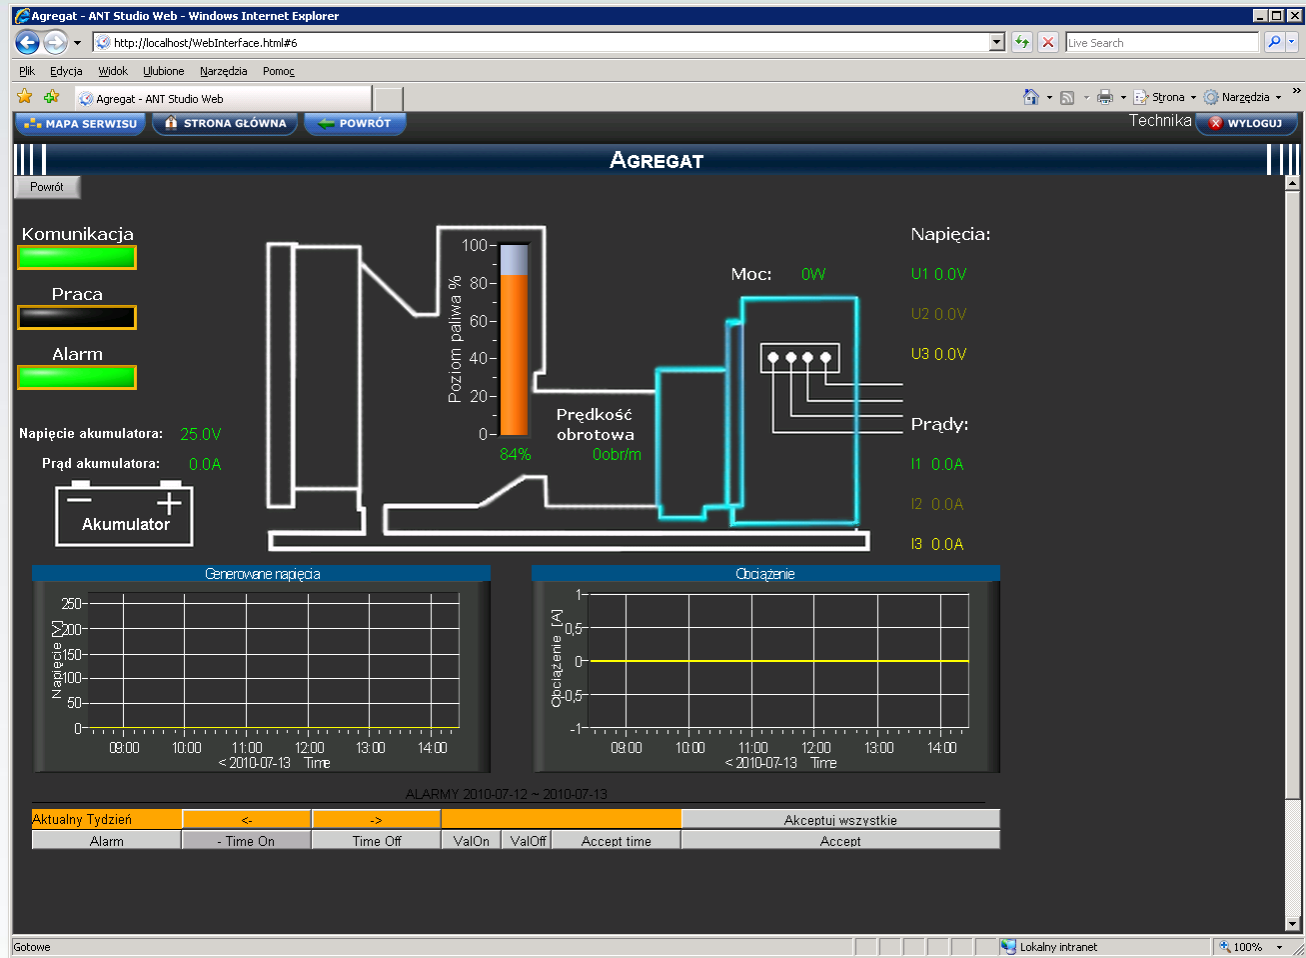 Agregat - ANT Studio Web - Windows Internet Explorer
http://localhost/WebInterface.html#6
Live Search
Plik Edycja Widok Ulubione Narzędzia Pomoc
Agregat - ANT Studio Web
Strona Narzędzia »
MAPA SERWISU STRONA GŁÓWNA POWRÓT Technika WYLOGUJ
AGREGAT
Powrót
Komunikacja
Praca
Alarm
Napięcie akumulatora: 25.0V
Prąd akumulatora: 0.0A
Akumulator
Poziom paliwa %
100
80
60
40
20
0
84%
Prędkość
obrotowa
0obr/m
Moc: 0W
Napięcia:
U1 0.0V
U2 0.0V
U3 0.0V
Prądy:
I1 0.0A
I2 0.0A
I3 0.0A
Generowane napięcia
Napięcie [V]
250
200
150
100
50
0
09:00 10:00 11:00 12:00 13:00 14:00
< 2010-07-13 Time
Obciążenie
Obciążenie [A]
1
0,5
0
-0,5
-1
09:00 10:00 11:00 12:00 13:00 14:00
< 2010-07-13 Time
ALARMY 2010-07-12 ~ 2010-07-13
Aktualny Tydzień <- -> Akceptuj wszystkie
Alarm - Time On Time Off ValOn ValOff Accept time Accept
Gotowe Lokalny intranet 100%